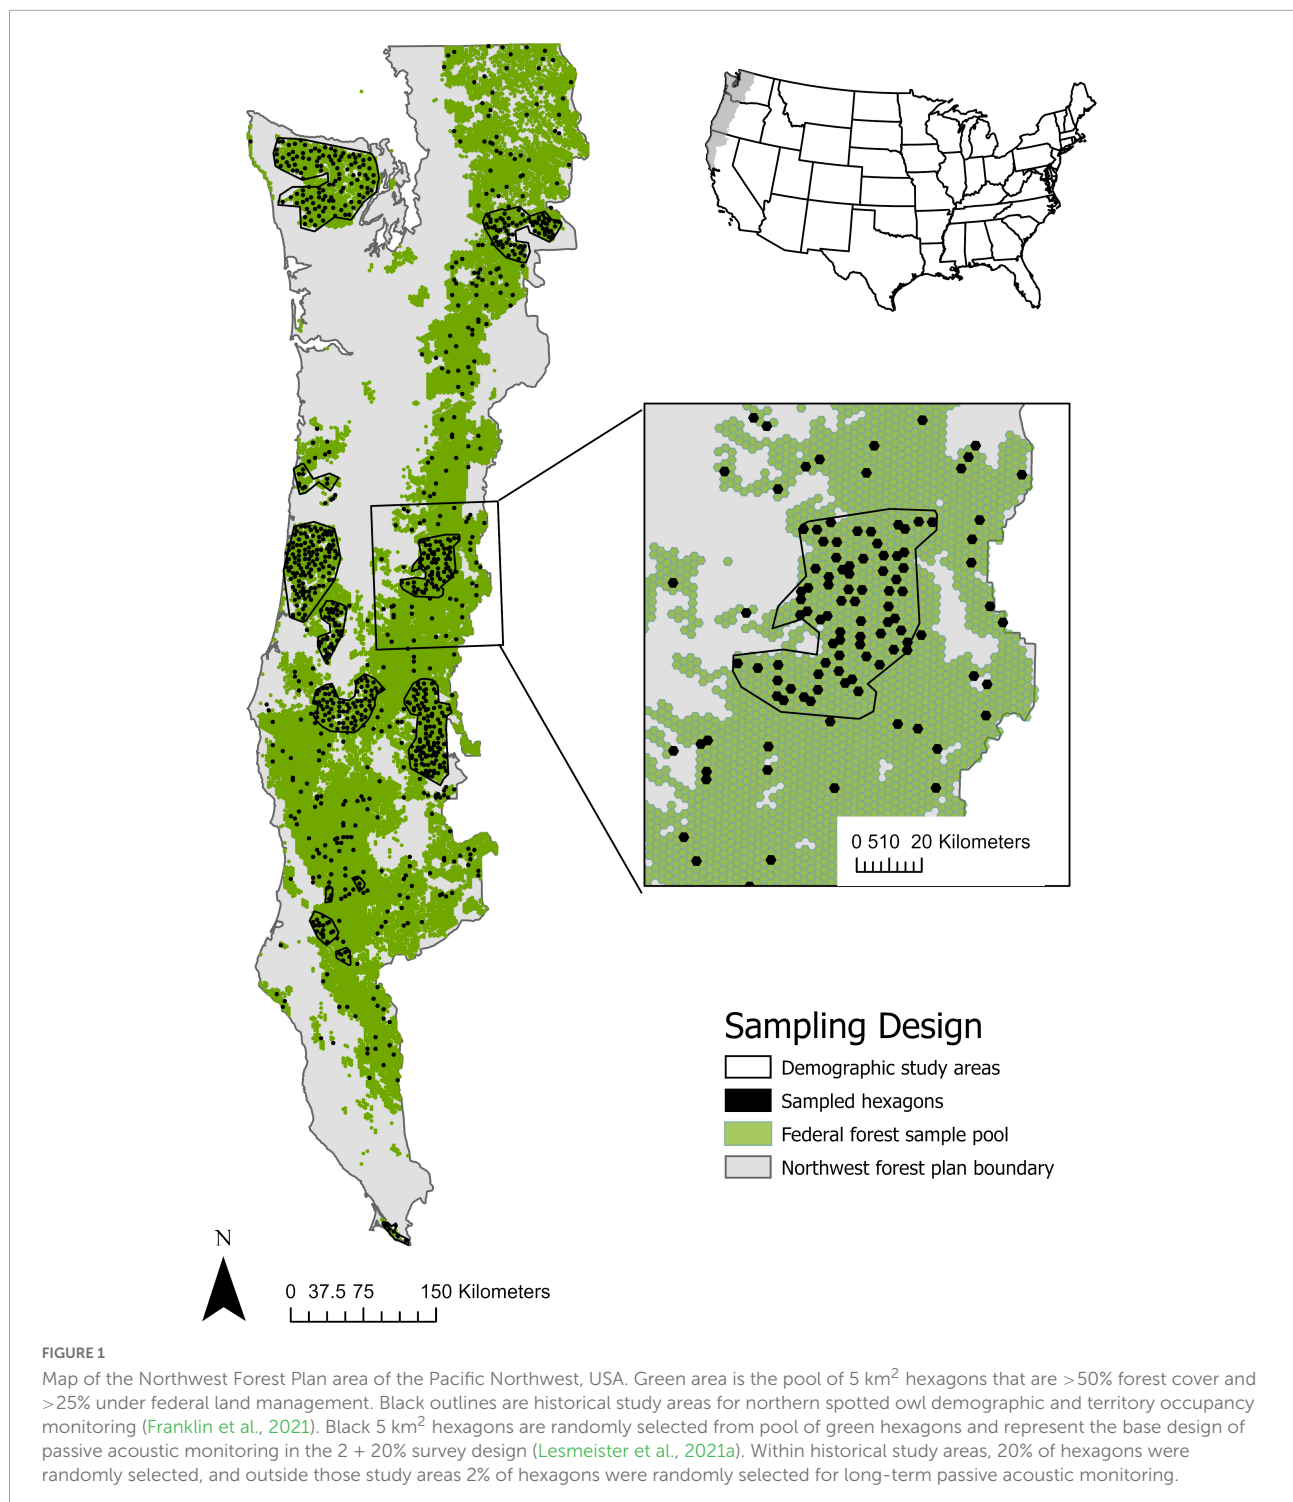 0 510 20 Kilometers
Sampling Design
Demographic study areas
Sampled hexagons
Federal forest sample pool
Northwest forest plan boundary
N
0 37.5 75 150 Kilometers
FIGURE 1
Map of the Northwest Forest Plan area of the Pacific Northwest, USA. Green area is the pool of 5 km² hexagons that are >50% forest cover and
>25% under federal land management. Black outlines are historical study areas for northern spotted owl demographic and territory occupancy
monitoring (Franklin et al., 2021). Black 5 km² hexagons are randomly selected from pool of green hexagons and represent the base design of
passive acoustic monitoring in the 2 + 20% survey design (Lesmeister et al., 2021a). Within historical study areas, 20% of hexagons were
randomly selected, and outside those study areas 2% of hexagons were randomly selected for long-term passive acoustic monitoring.